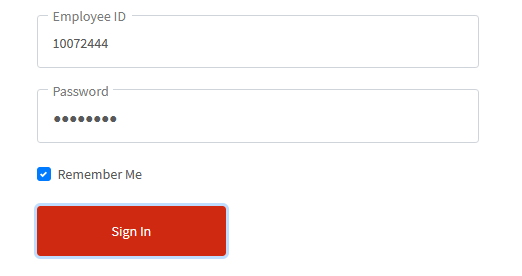 Employee ID
10072444
Password
••••••••
Remember Me
Sign In